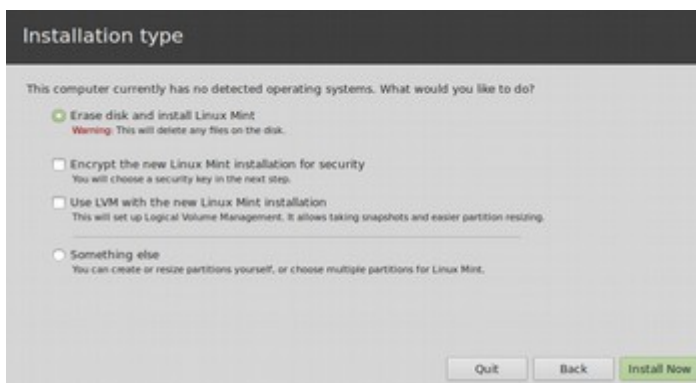 Installation type
This computer currently has no detected operating systems. What would you like to do?
Erase disk and install Linux Mint
Warning: This will delete any files on the disk.
Encrypt the new Linux Mint installation for security
You will choose a security key in the next step.
Use LVM with the new Linux Mint installation
This will set up Logical Volume Management. It allows taking snapshots and easier partition resizing.
Something else
You can create or resize partitions yourself, or choose multiple partitions for Linux Mint.
Quit Back Install Now